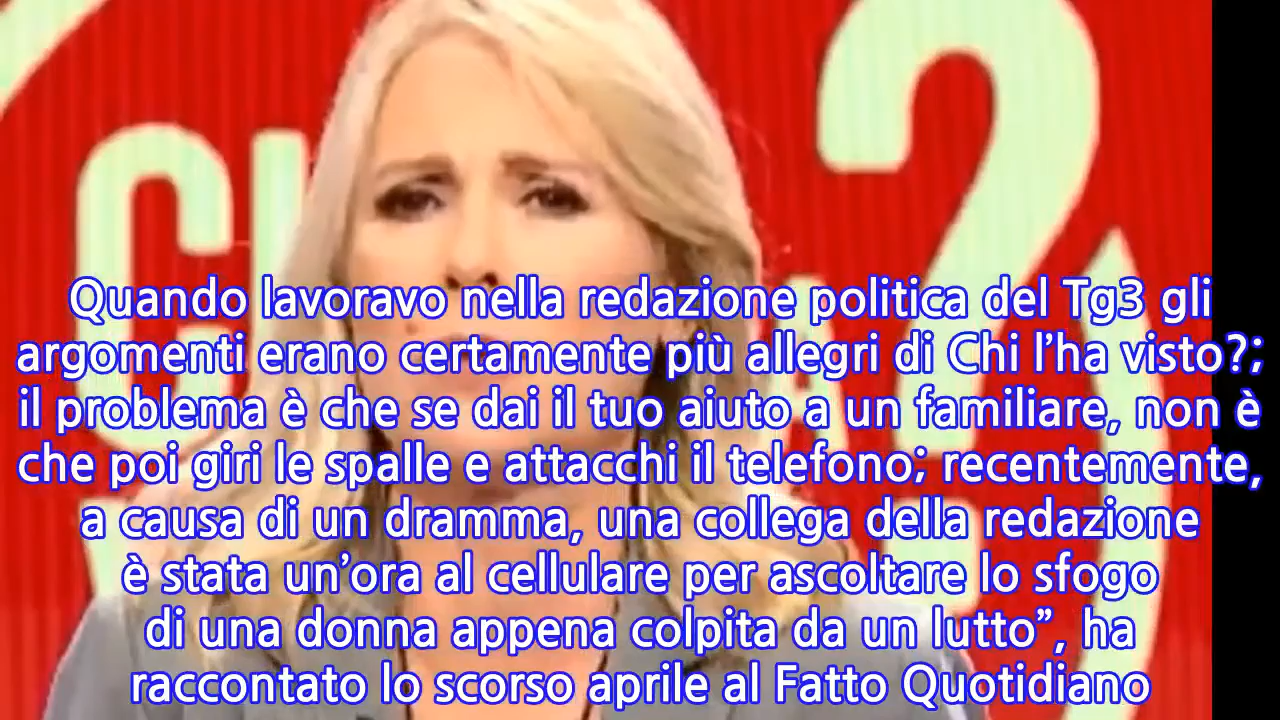 CHI
?
Quando lavoravo nella redazione politica del Tg3 gli
argomenti erano certamente più allegri di Chi l’ha visto?;
il problema è che se dai il tuo aiuto a un familiare, non è
che poi giri le spalle e attacchi il telefono; recentemente,
a causa di un dramma, una collega della redazione
è stata un’ora al cellulare per ascoltare lo sfogo
di una donna appena colpita da un lutto”, ha
raccontato lo scorso aprile al Fatto Quotidiano